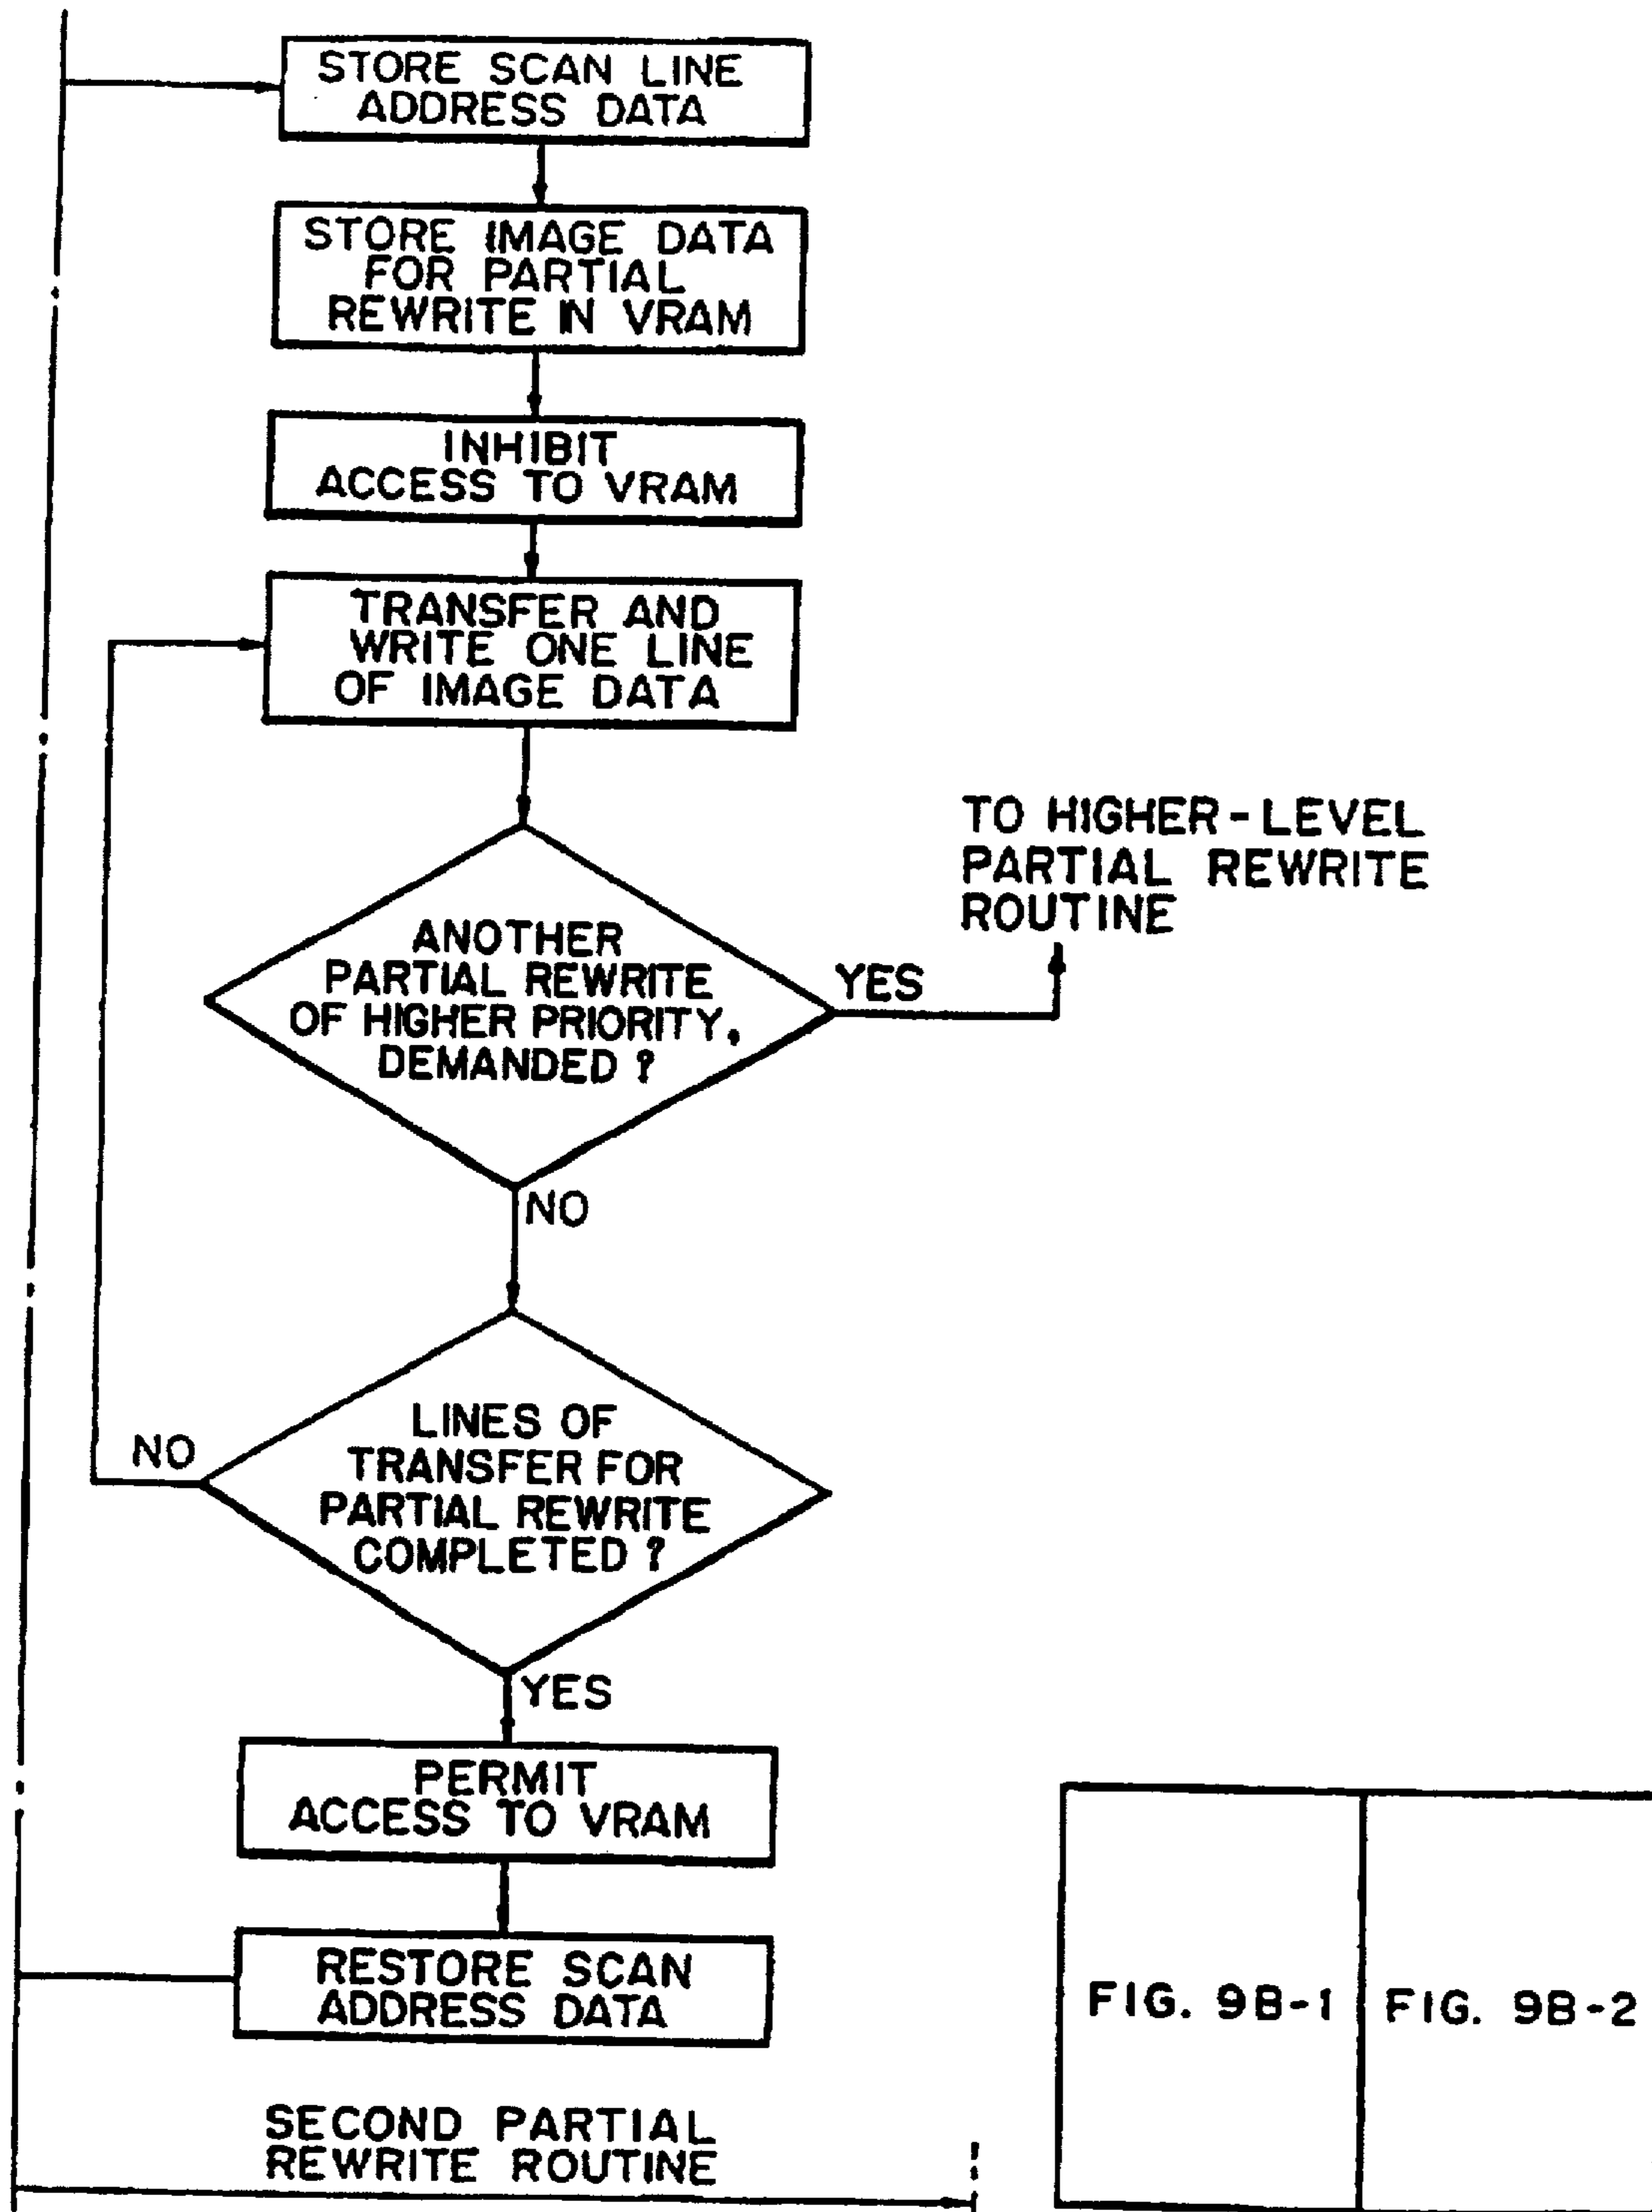 STORE SCAN LINE
ADDRESS DATA
STORE IMAGE DATA
FOR PARTIAL
REWRITE IN VRAM
INHIBIT
ACCESS TO VRAM
TRANSFER AND
WRITE ONE LINE
OF IMAGE DATA
TO HIGHER-LEVEL
PARTIAL REWRITE
ROUTINE
ANOTHER
PARTIAL REWRITE
OF HIGHER PRIORITY,
DEMANDED ?
YES
NO
LINES OF
TRANSFER FOR
PARTIAL REWRITE
COMPLETED ?
NO
YES
PERMIT
ACCESS TO VRAM
RESTORE SCAN
ADDRESS DATA
FIG. 9B-1
FIG. 9B-2
SECOND PARTIAL
REWRITE ROUTINE